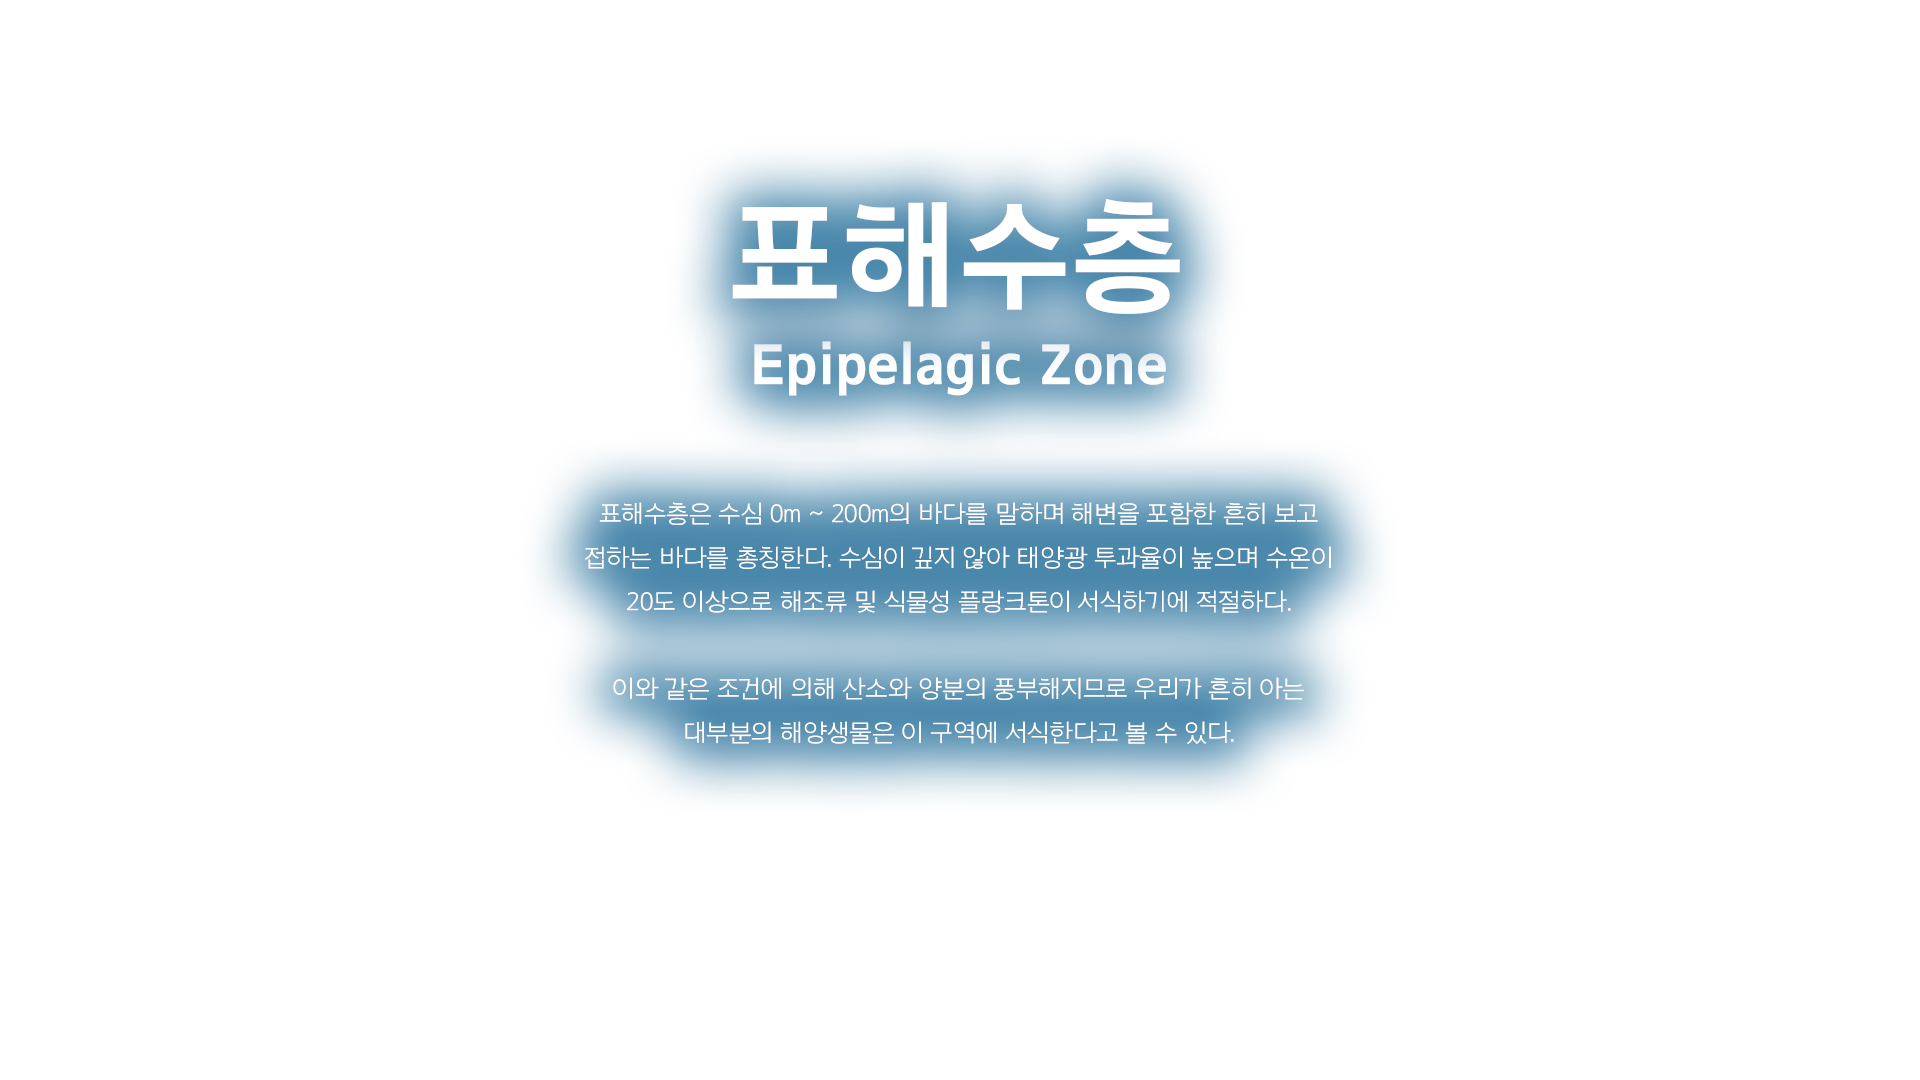 표해수층
Epipelagic Zone
표해수층은 수심 0m ~ 200m의 바다를 말하며 해변을 포함한 흔히 보고
접하는 바다를 총칭한다. 수심이 깊지 않아 태양광 투과율이 높으며 수온이
20도 이상으로 해조류 및 식물성 플랑크톤이 서식하기에 적절하다.
이와 같은 조건에 의해 산소와 양분의 풍부해지므로 우리가 흔히 아는
대부분의 해양생물은 이 구역에 서식한다고 볼 수 있다.